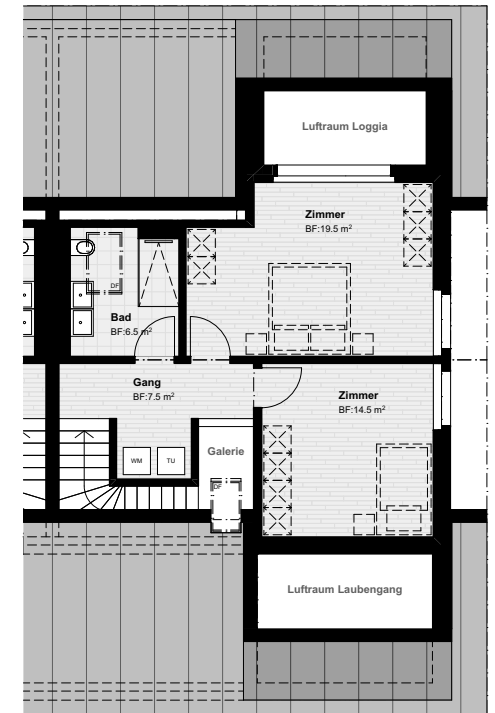 Luftraum Loggia
Zimmer
BF:19.5 m²
DF
Bad
BF:6.5 m²
Gang
BF:7.5 m²
Zimmer
BF:14.5 m²
WM
TU
Galerie
DF
Luftraum Laubengang